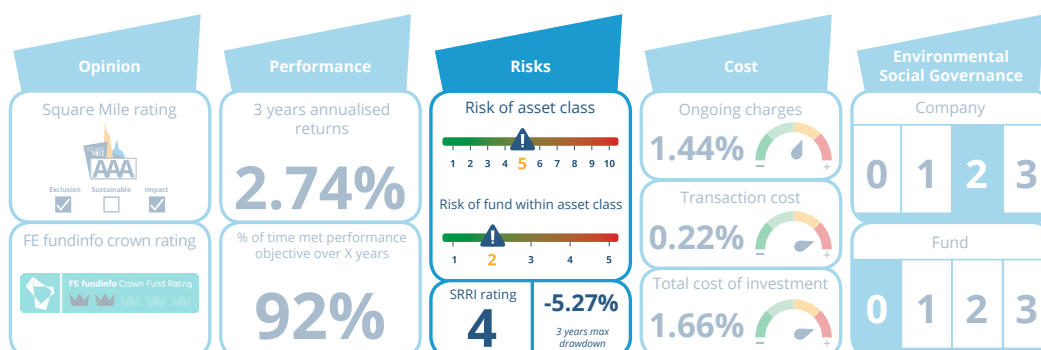 Opinion
Square Mile rating
SQUARE
MILE
AAA
Exclusion Sustainable Impact
FE fundinfo crown rating
FE fundinfo Crown Fund Rating
Performance
3 years annualised
returns
2.74%
% of time met performance
objective over X years
92%
Risks
Risk of asset class
1 2 3 4 5 6 7 8 9 10
Risk of fund within asset class
1 2 3 4 5
SRRI rating
4
-5.27%
3 years max
drawdown
Cost
Ongoing charges
1.44%
– +
Transaction cost
0.22%
– +
Total cost of investment
1.66%
– +
Environmental
Social Governance
Company
0 1 2 3
Fund
0 1 2 3